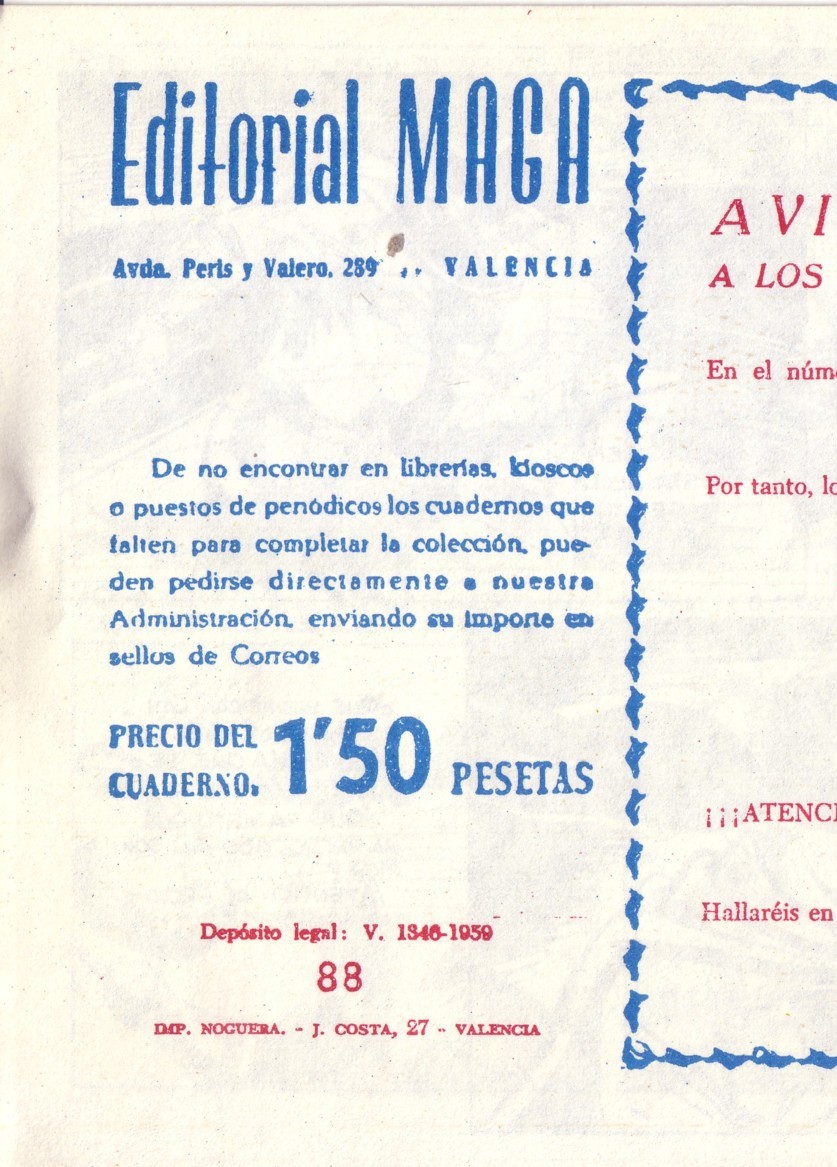 Editorial MAGA
Avda. Peris y Valero, 289 .. VALENCIA
De no encontrar en librerías, kioscos
o puestos de periódicos los cuadernos que
falten para completar la colección, pue-
den pedirse directamente a nuestra
Administración, enviando su importe en
sellos de Correos
PRECIO DEL
CUADERNO. 1'50 PESETAS
Depósito legal: V. 1346-1959
88
IMP. NOGUERA. - J. COSTA, 27 - VALENCIA
AVI
A LOS
En el núme
Por tanto, lo
¡¡¡ATENCI
Hallaréis en